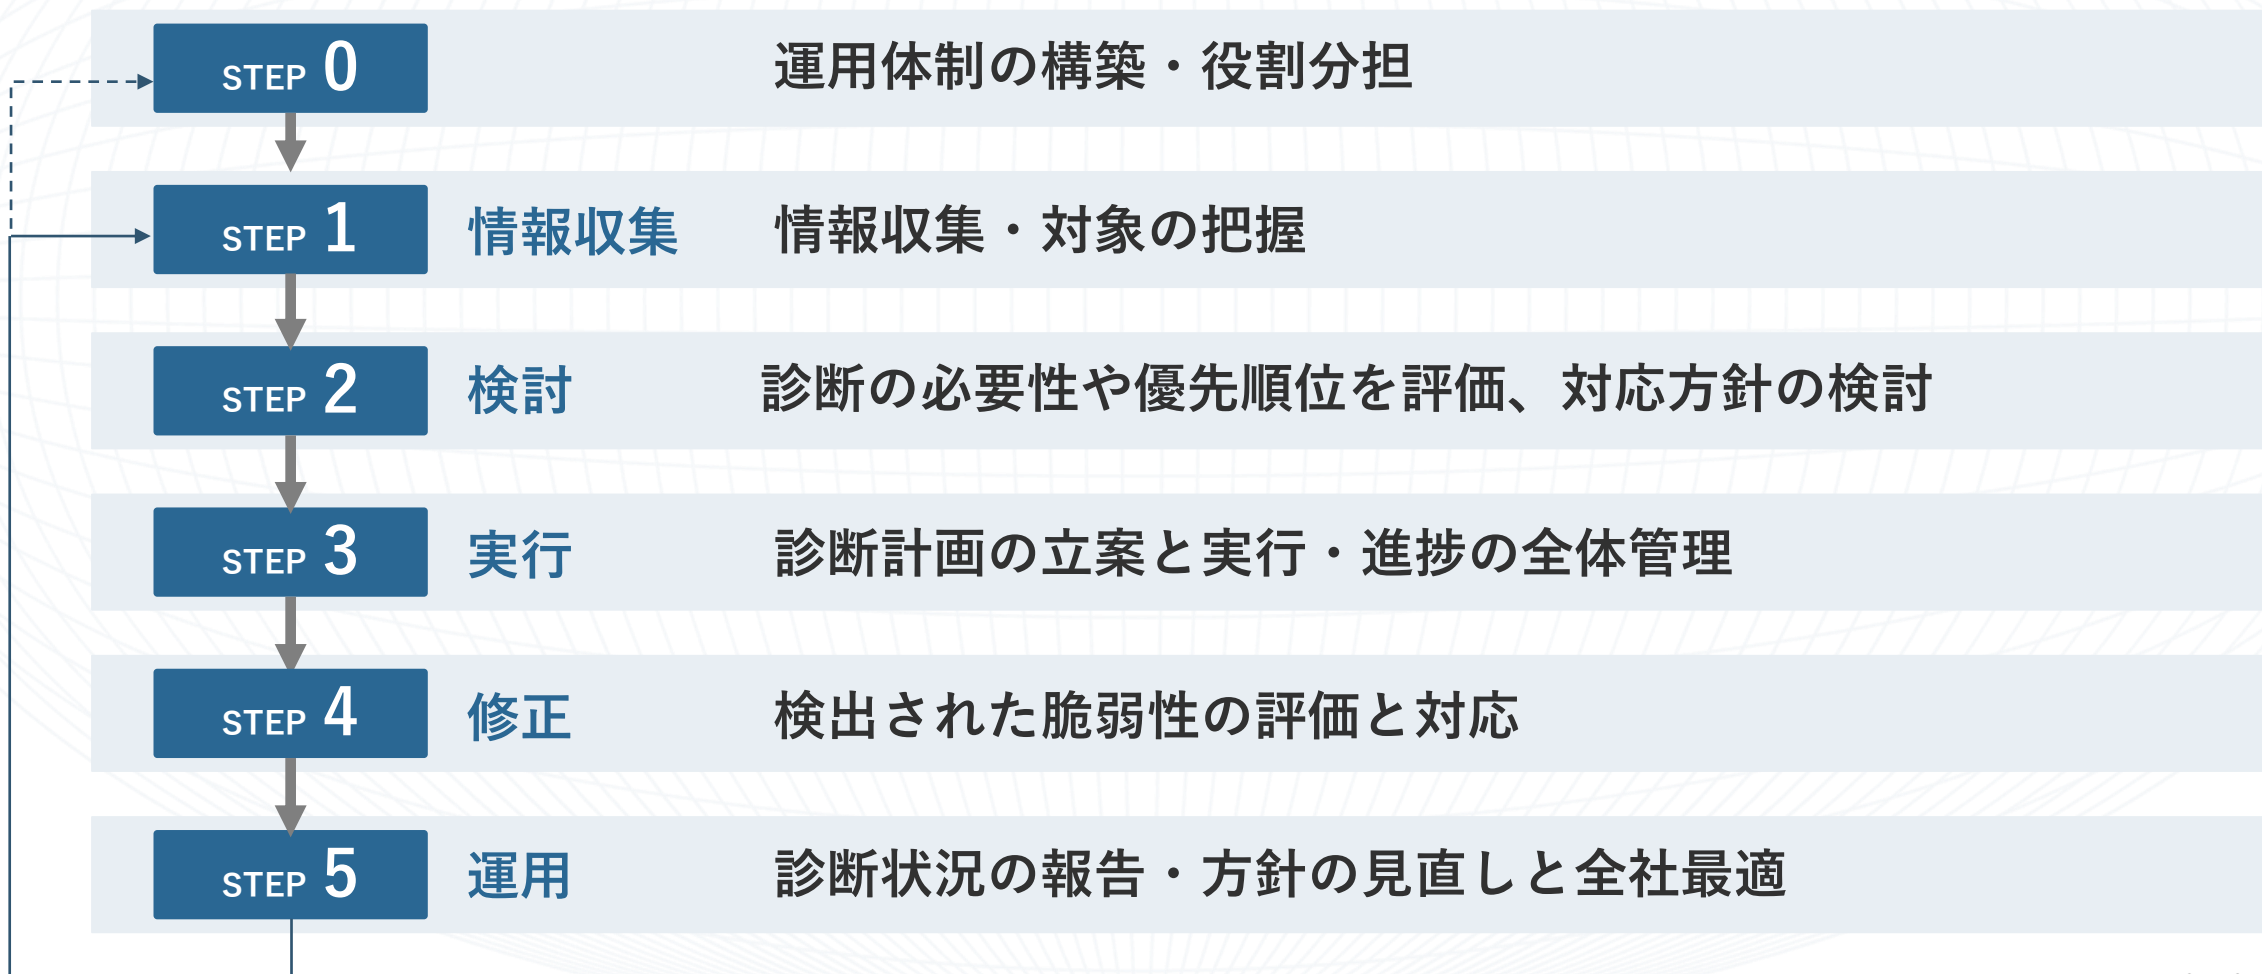 STEP 0 運用体制の構築・役割分担
STEP 1 情報収集 情報収集・対象の把握
STEP 2 検討 診断の必要性や優先順位を評価、対応方針の検討
STEP 3 実行 診断計画の立案と実行・進捗の全体管理
STEP 4 修正 検出された脆弱性の評価と対応
STEP 5 運用 診断状況の報告・方針の見直しと全社最適